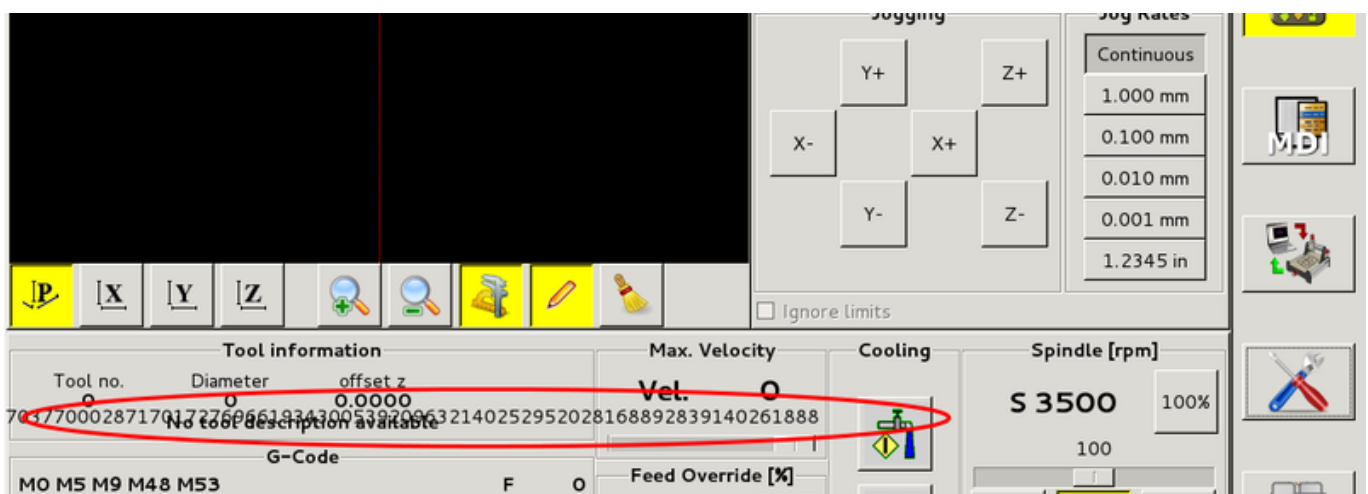 Jogging
Jog Rates
Continuous
Y+
Z+
1.000 mm
X-
X+
0.100 mm
MDI
0.010 mm
Y-
Z-
0.001 mm
1.2345 in
P
X
Y
Z
Ignore limits
Tool information
Max. Velocity
Cooling
Spindle [rpm]
Tool no.
Diameter
offset z
0
0
0.0000
Vel. 0
S 3500
100%
No tool description available
100
G-Code
Feed Override [%]
M0 M5 M9 M48 M53
F 0